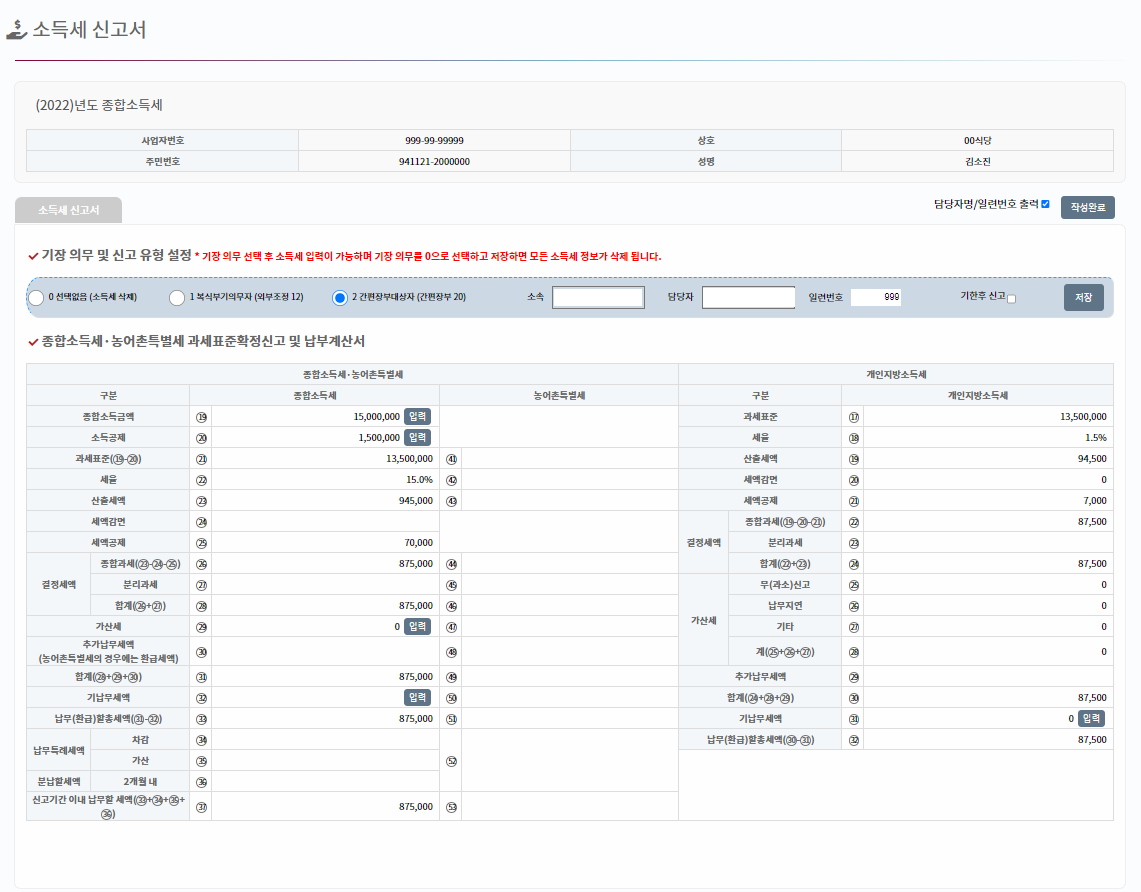 소득세 신고서
(2022)년도 종합소득세
사업자번호 999-99-99999 상호 00식당
주민번호 941121-2000000 성명 김소진
소득세 신고서 담당자명/일련번호 출력 작성완료
기장 의무 및 신고 유형 설정 * 기장 의무 선택 후 소득세 입력이 가능하며 기장 의무를 0으로 선택하고 저장하면 모든 소득세 정보가 삭제 됩니다.
0 선택없음 (소득세 삭제) 1 복식부기의무자 (외부조정 12) 2 간편장부대상자 (간편장부 20) 소속 담당자 일련번호 999 기한후 신고 저장
종합소득세·농어촌특별세 과세표준확정신고 및 납부계산서
종합소득세·농어촌특별세 개인지방소득세
구분 종합소득세 농어촌특별세 구분 개인지방소득세
종합소득금액 ⑲ 15,000,000 입력 과세표준 ⑰ 13,500,000
소득공제 ⑳ 1,500,000 입력 세율 ⑱ 1.5%
과세표준(⑲-⑳) ㉑ 13,500,000 ㊶ 산출세액 ⑲ 94,500
세율 ㉒ 15.0% ㊷ 세액감면 ⑳ 0
산출세액 ㉓ 945,000 ㊸ 세액공제 ㉑ 7,000
세액감면 ㉔ 결정세액 종합과세(⑲-⑳-㉑) ㉒ 87,500
세액공제 ㉕ 70,000 분리과세 ㉓
결정세액 종합과세(㉓-㉔-㉕) ㉖ 875,000 ㊹ 합계(㉒+㉓) ㉔ 87,500
분리과세 ㉗ ㊺ 가산세 무(과소)신고 ㉕ 0
합계(㉖+㉗) ㉘ 875,000 ㊻ 납부지연 ㉖ 0
가산세 ㉙ 0 입력 ㊼ 기타 ㉗ 0
추가납부세액
(농어촌특별세의 경우에는 환급세액) ㉚ ㊽ 계(㉕+㉖+㉗) ㉘ 0
합계(㉘+㉙+㉚) ㉛ 875,000 ㊾ 추가납부세액 ㉙
기납부세액 ㉜ 입력 ㊿ 합계(㉔+㉘+㉙) ㉚ 87,500
납부(환급)할총세액(㉛-㉜) ㉝ 875,000 51 기납부세액 ㉛ 0 입력
납부특례세액 차감 ㉞ 52 납부(환급)할총세액(㉚-㉛) ㉜ 87,500
가산 ㉟
분납할세액 2개월 내 ㊱
신고기간 이내 납부할 세액(㉝+㉞+㉟+
㊱) ㊲ 875,000 53